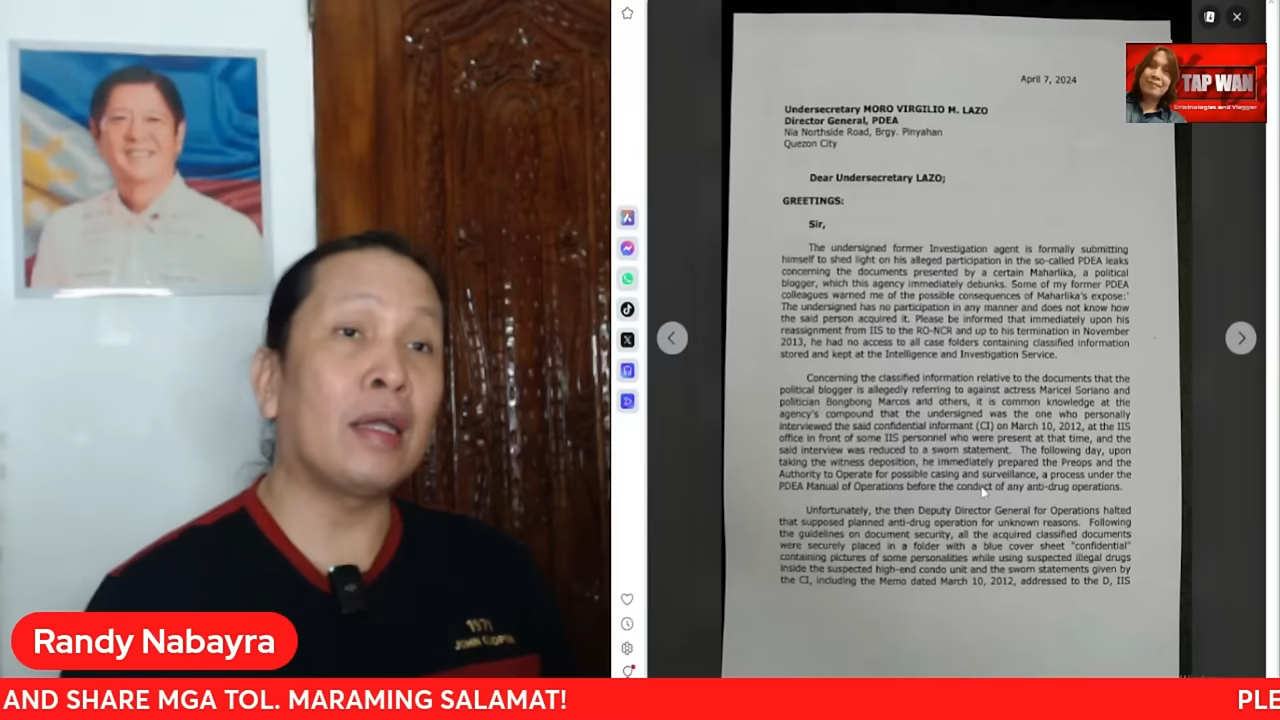 April 7, 2024
TAP WAN
Criminologist and Vlogger
Undersecretary MORO VIRGILIO M. LAZO
Director General, PDEA
Nia Northside Road, Brgy. Pinyahan
Quezon City
Dear Undersecretary LAZO;
GREETINGS:
Sir,
The undersigned former Investigation agent is formally submitting
himself to shed light on his alleged participation in the so-called PDEA leaks
concerning the documents presented by a certain Maharlika, a political
blogger, which this agency immediately debunks. Some of my former PDEA
colleagues warned me of the possible consequences of Maharlika's expose:'
The undersigned has no participation in any manner and does not know how
the said person acquired it. Please be informed that immediately upon his
reassignment from IIS to the RO-NCR and up to his termination in November
2013, he had no access to all case folders containing classified information
stored and kept at the Intelligence and Investigation Service.
Concerning the classified information relative to the documents that the
political blogger is allegedly referring to against actress Maricel Soriano and
politician Bongbong Marcos and others, it is common knowledge at the
agency's compound that the undersigned was the one who personally
interviewed the said confidential informant (CI) on March 10, 2012, at the IIS
office in front of some IIS personnel who were present at that time, and the
said interview was reduced to a sworn statement. The following day, upon
taking the witness deposition, he immediately prepared the Preops and the
Authority to Operate for possible casing and surveillance, a process under the
PDEA Manual of Operations before the conduct of any anti-drug operations.
Unfortunately, the then Deputy Director General for Operations halted
that supposed planned anti-drug operation for unknown reasons. Following
the guidelines on document security, all the acquired classified documents
were securely placed in a folder with a blue cover sheet "confidential"
containing pictures of some personalities while using suspected illegal drugs
inside the suspected high-end condo unit and the sworn statements given by
the CI, including the Memo dated March 10, 2012, addressed to the D, IIS
Randy Nabayra
AND SHARE MGA TOL. MARAMING SALAMAT!
PLE